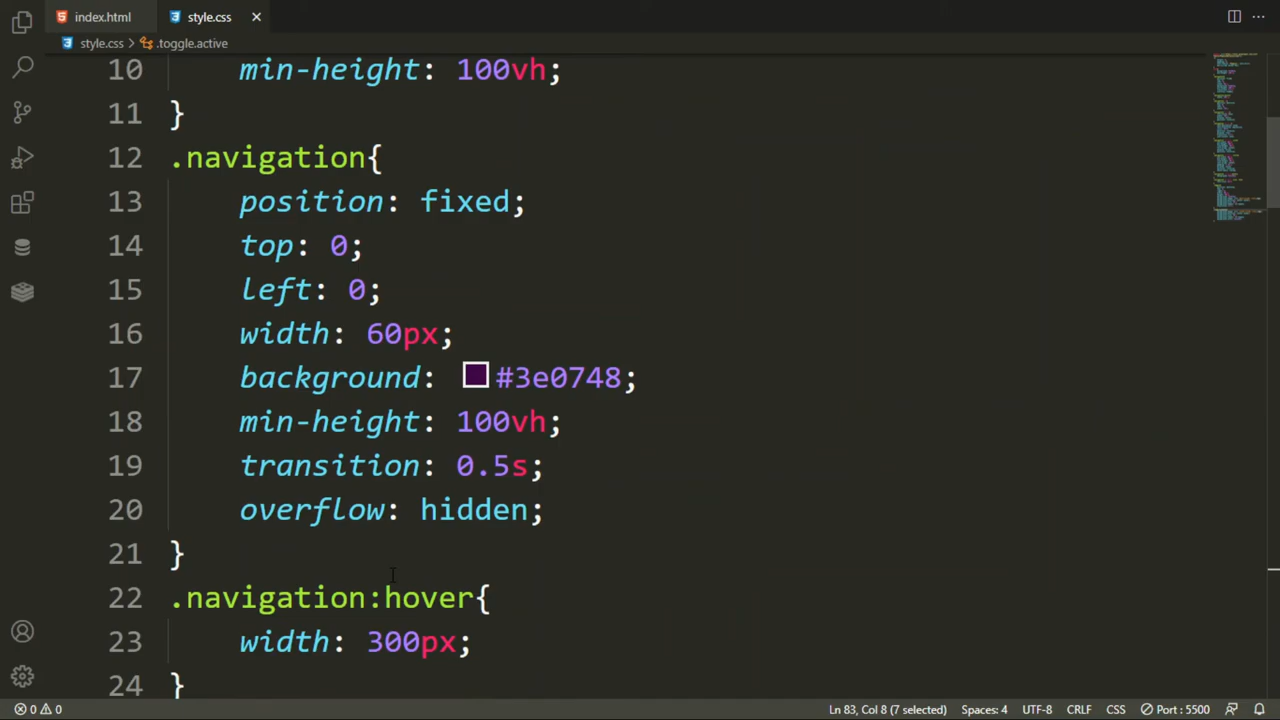 index.html
style.css
style.css > .toggle.active
10 min-height: 100vh;
11 }
12 .navigation{
13 position: fixed;
14 top: 0;
15 left: 0;
16 width: 60px;
17 background: #3e0748;
18 min-height: 100vh;
19 transition: 0.5s;
20 overflow: hidden;
21 }
22 .navigation:hover{
23 width: 300px;
24 }
0 0 Ln 83, Col 8 (7 selected) Spaces: 4 UTF-8 CRLF CSS Port : 5500